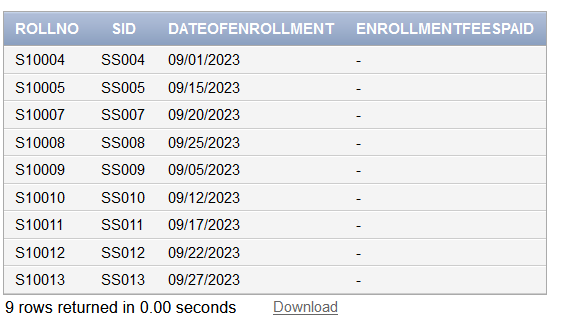 ROLLNO SID DATEOFENROLLMENT ENROLLMENTFEESPAID
S10004 SS004 09/01/2023 -
S10005 SS005 09/15/2023 -
S10007 SS007 09/20/2023 -
S10008 SS008 09/25/2023 -
S10009 SS009 09/05/2023 -
S10010 SS010 09/12/2023 -
S10011 SS011 09/17/2023 -
S10012 SS012 09/22/2023 -
S10013 SS013 09/27/2023 -
9 rows returned in 0.00 seconds Download